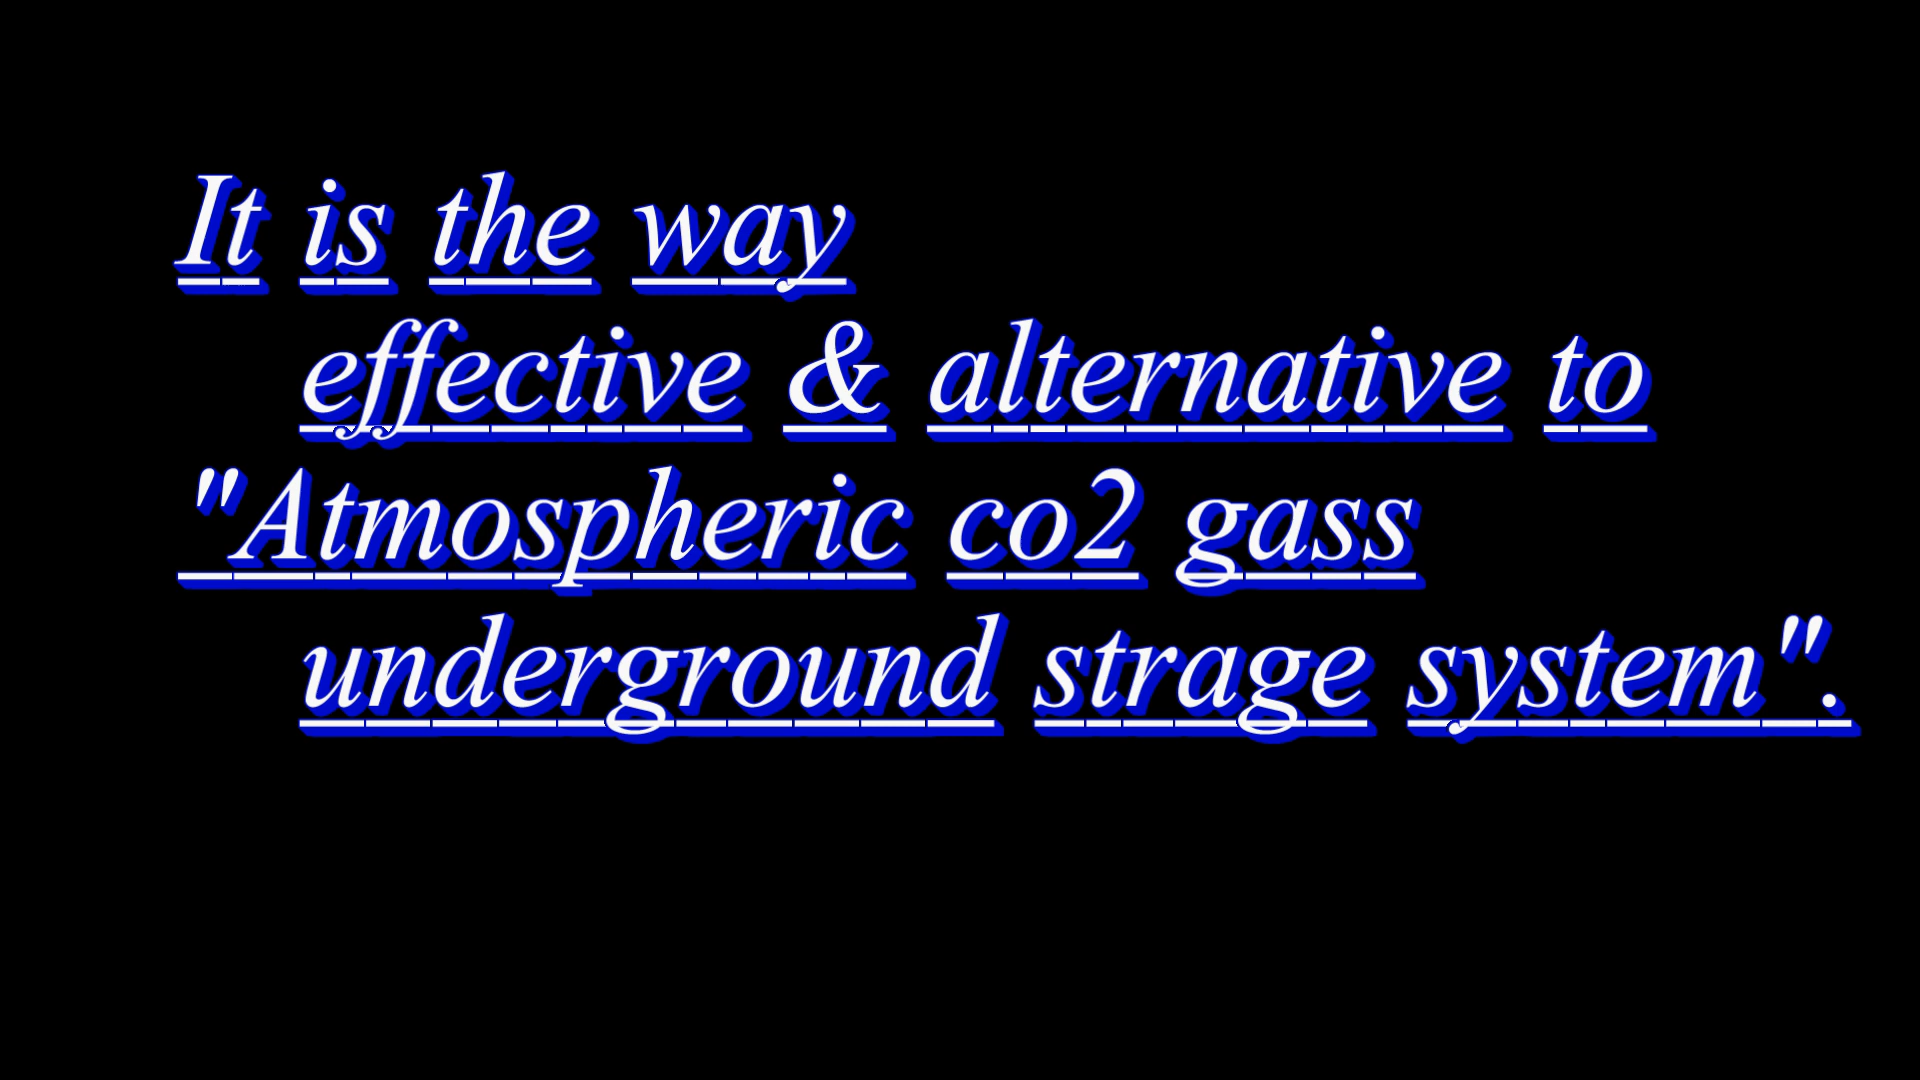 It is the way
effective & alternative to
"Atmospheric co2 gass
underground strage system".